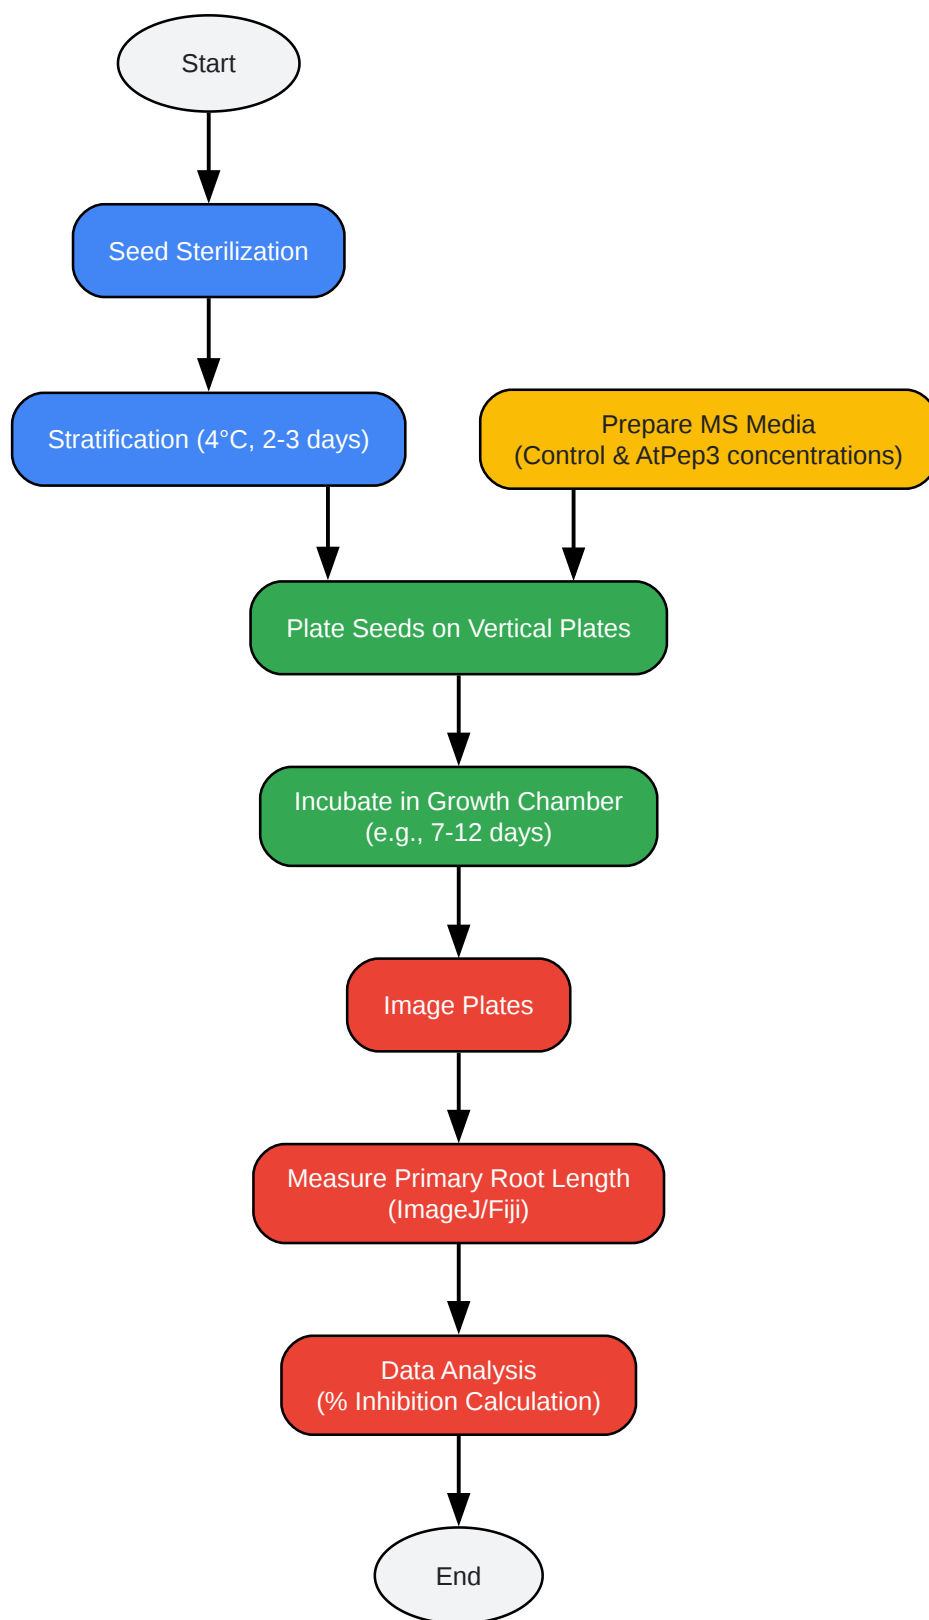 Start
Seed Sterilization
Stratification (4°C, 2-3 days)
Prepare MS Media
(Control & AtPep3 concentrations)
Plate Seeds on Vertical Plates
Incubate in Growth Chamber
(e.g., 7-12 days)
Image Plates
Measure Primary Root Length
(ImageJ/Fiji)
Data Analysis
(% Inhibition Calculation)
End